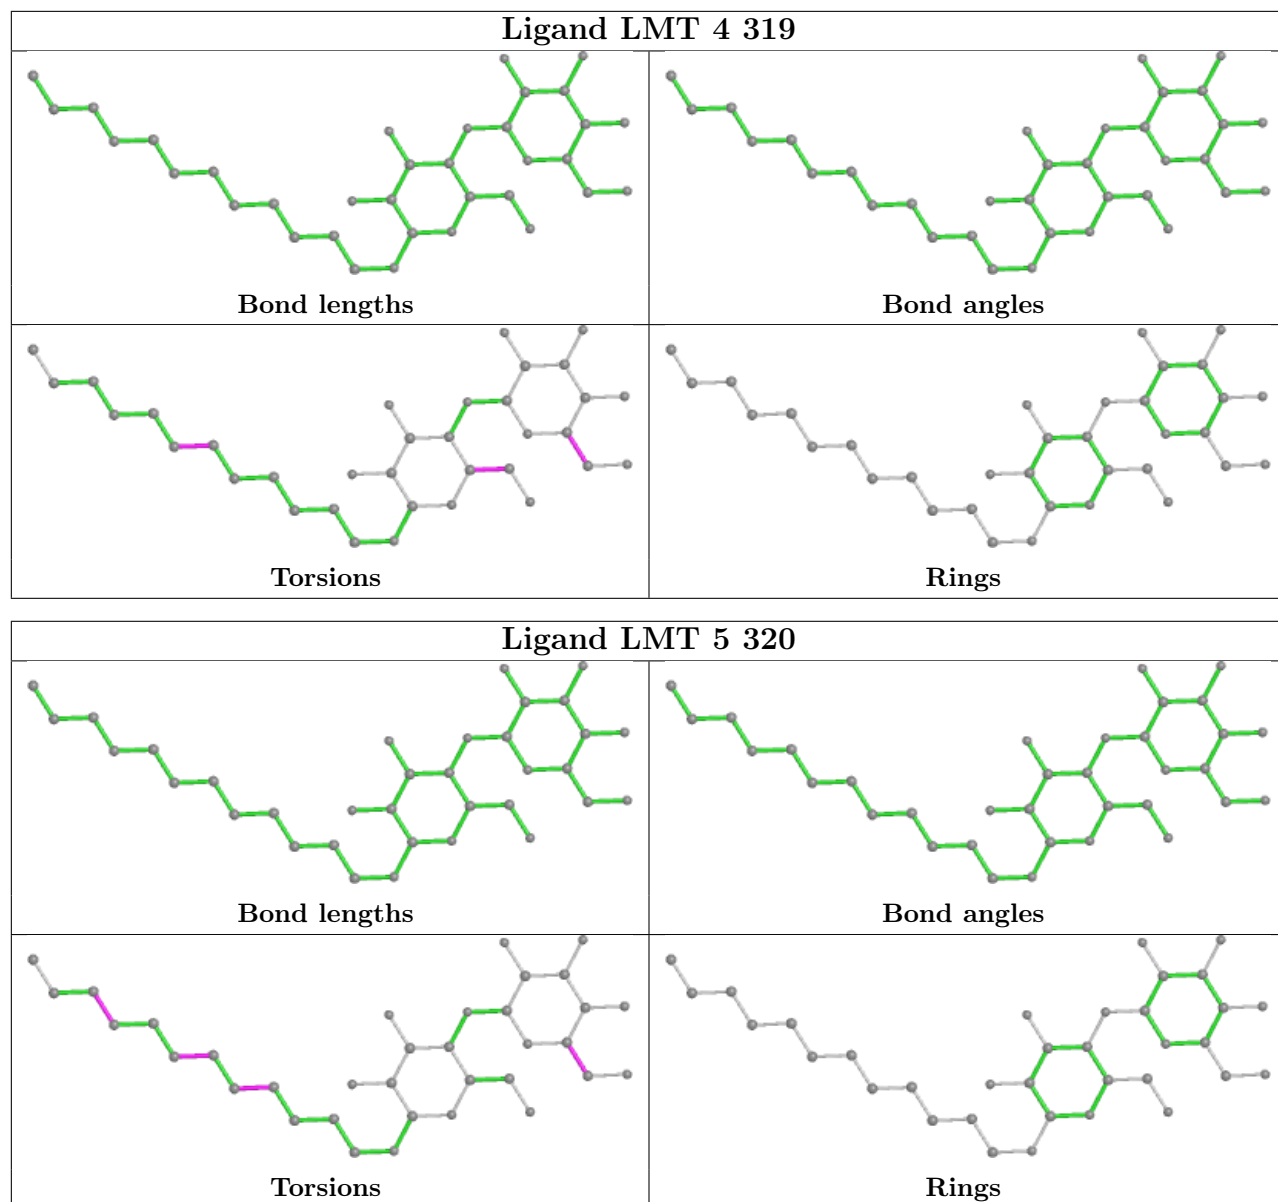 Ligand LMT 4 319
Bond lengths
Bond angles
Torsions
Rings
Ligand LMT 5 320
Bond lengths
Bond angles
Torsions
Rings